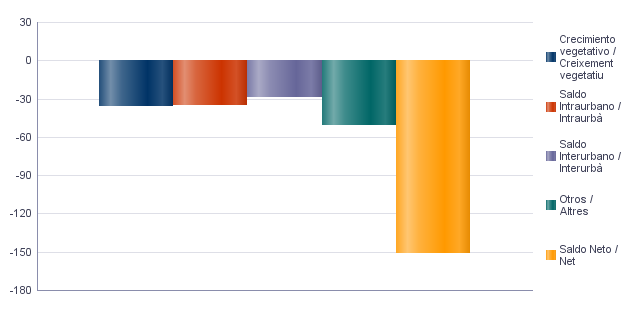 30
0
-30
-60
-90
-120
-150
-180
Crecimiento
vegetativo /
Creixement
vegetatiu
Saldo
Intraurbano /
Intraurbà
Saldo
Interurbano /
Interurbà
Otros /
Altres
Saldo Neto /
Net